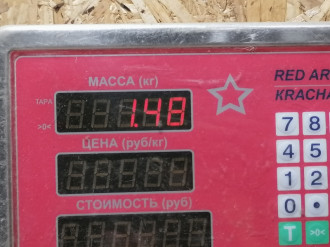 МАССА (кг)
ТАРА
>0<
1.48
RED AR
KRACHA
ЦЕНА (руб/кг)
СТОИМОСТЬ (руб)
7 8
4 5
1 2
0 •
T >0<